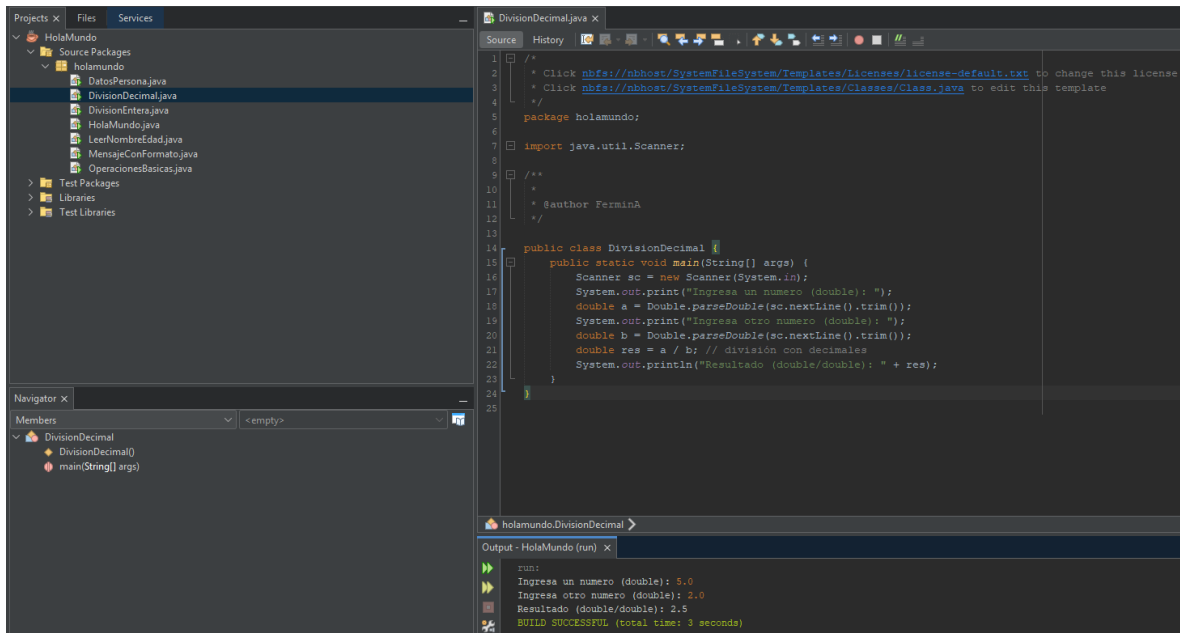 Projects
Files
Services
HolaMundo
Source Packages
holamundo
DatosPersona.java
DivisionDecimal.java
DivisionEntera.java
HolaMundo.java
LeerNombreEdad.java
MensajeConFormato.java
OperacionesBasicas.java
Test Packages
Libraries
Test Libraries
Navigator
Members
<empty>
DivisionDecimal
DivisionDecimal()
main(String[] args)
DivisionDecimal.java
Source History
1 /*
2 * Click nbfs://nbhost/SystemFileSystem/Templates/Licenses/license-default.txt to change this license
3 * Click nbfs://nbhost/SystemFileSystem/Templates/Classes/Class.java to edit this template
4 */
5 package holamundo;
6
7 import java.util.Scanner;
8
9 /**
10 *
11 * @author FerminA
12 */
13
14 public class DivisionDecimal {
15 public static void main(String[] args) {
16 Scanner sc = new Scanner(System.in);
17 System.out.print("Ingresa un numero (double): ");
18 double a = Double.parseDouble(sc.nextLine().trim());
19 System.out.print("Ingresa otro numero (double): ");
20 double b = Double.parseDouble(sc.nextLine().trim());
21 double res = a / b; // división con decimales
22 System.out.println("Resultado (double/double): " + res);
23 }
24 }
25
holamundo.DivisionDecimal
Output - HolaMundo (run)
run:
Ingresa un numero (double): 5.0
Ingresa otro numero (double): 2.0
Resultado (double/double): 2.5
BUILD SUCCESSFUL (total time: 3 seconds)